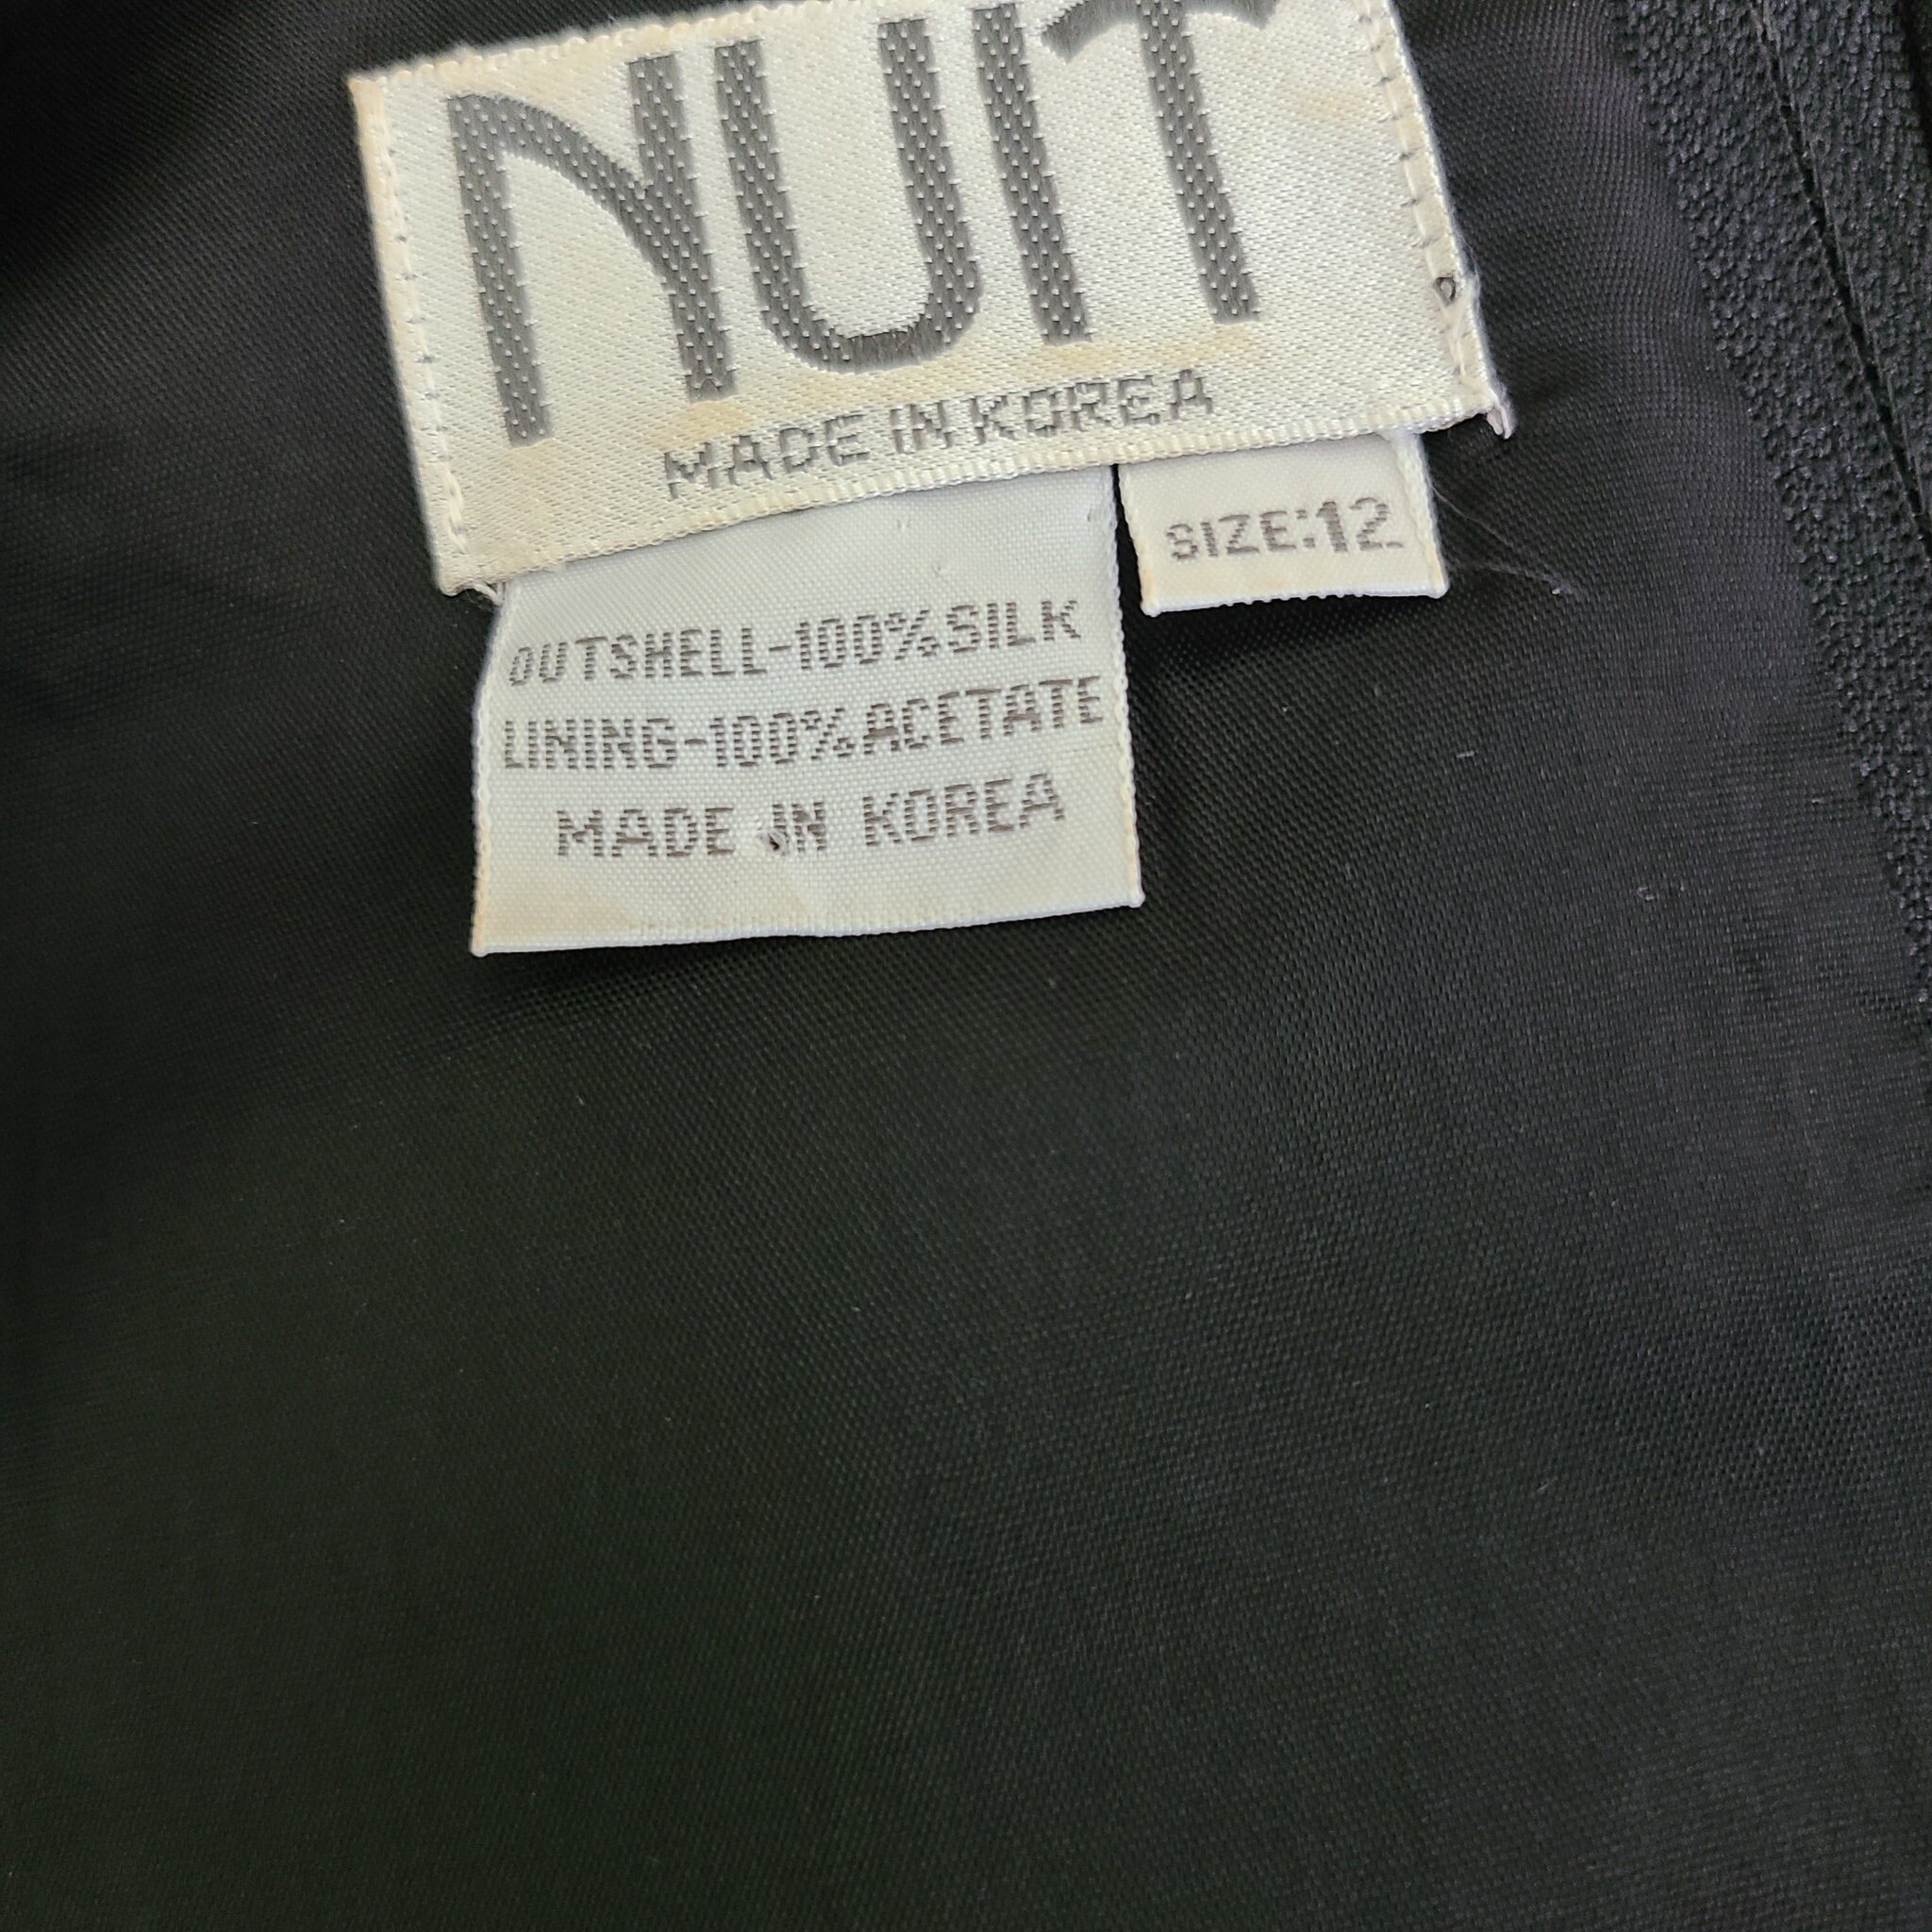 NUIT
MADE IN KOREA
SIZE:12
OUTSHELL-100%SILK
LINING-100%ACETATE
MADE IN KOREA